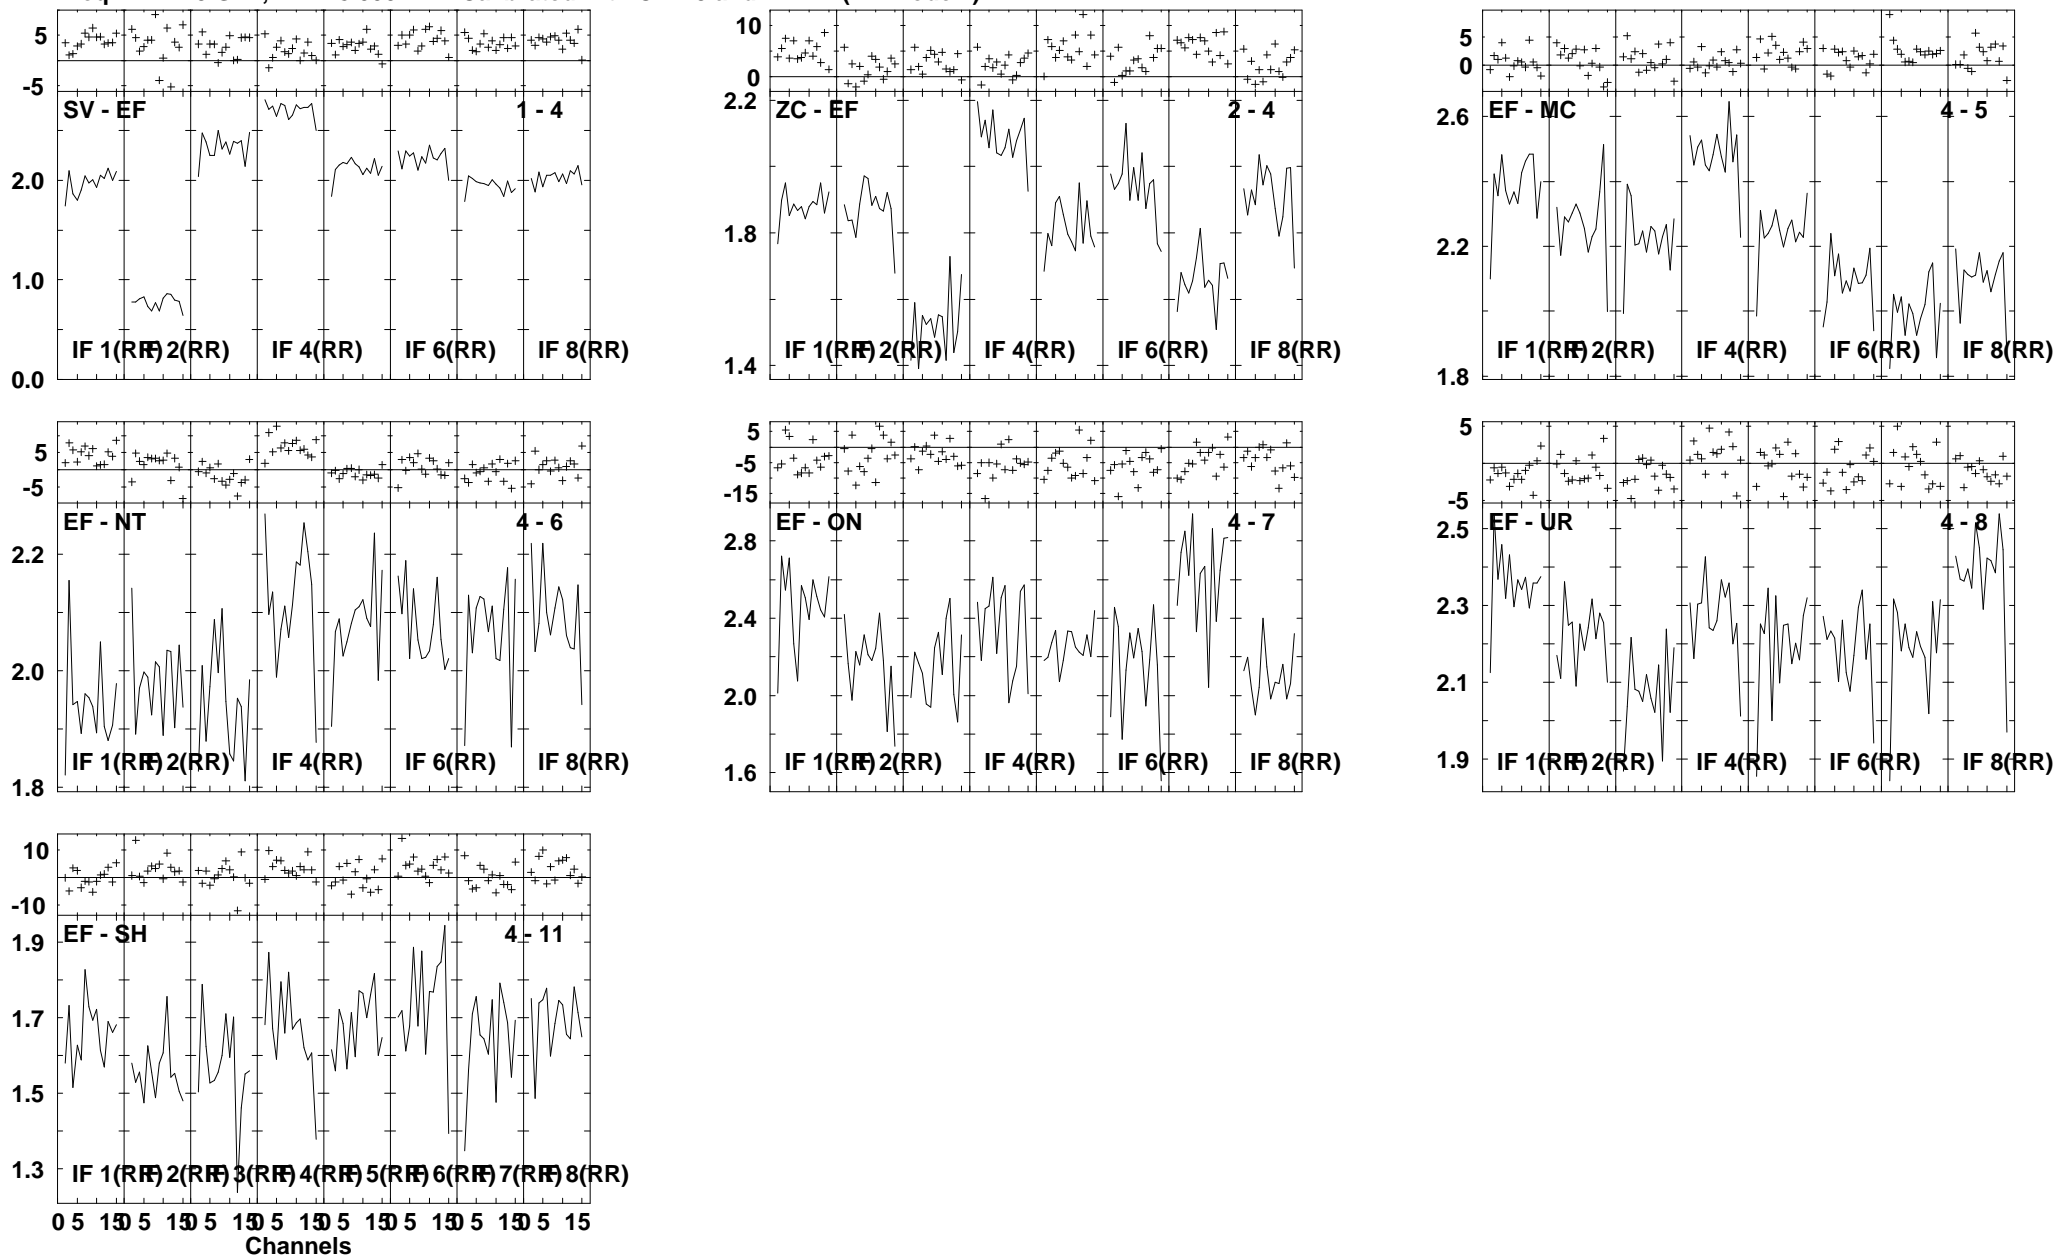 5
-5
SV - EF 1 - 4
2.0
1.0
0.0
IF 1(RR) IF 2(RR) IF 4(RR) IF 6(RR) IF 8(RR)
10
0
ZC - EF 2 - 4
2.2
1.8
1.4
IF 1(RR) IF 2(RR) IF 4(RR) IF 6(RR) IF 8(RR)
5
0
EF - MC 4 - 5
2.6
2.2
1.8
IF 1(RR) IF 2(RR) IF 4(RR) IF 6(RR) IF 8(RR)
5
-5
EF - NT 4 - 6
2.2
2.0
1.8
IF 1(RR) IF 2(RR) IF 4(RR) IF 6(RR) IF 8(RR)
5
-5
-15
EF - ON 4 - 7
2.8
2.4
2.0
1.6
IF 1(RR) IF 2(RR) IF 4(RR) IF 6(RR) IF 8(RR)
5
0
-5
EF - UR 4 - 8
2.5
2.3
2.1
1.9
IF 1(RR) IF 2(RR) IF 4(RR) IF 6(RR) IF 8(RR)
10
-10
EF - SH 4 - 11
1.9
1.7
1.5
1.3
IF 1(RR) IF 2(RR) IF 3(RR) IF 4(RR) IF 5(RR) IF 6(RR) IF 7(RR) IF 8(RR)
0 5 15 0 5 15 0 5 15 0 5 15 0 5 15 0 5 15 0 5 15 0 5 15
Channels